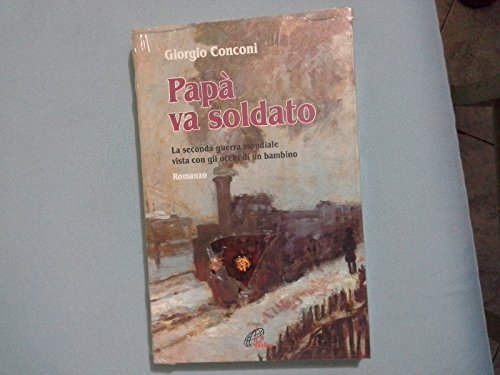 Giorgio Conconi
Papà
va soldato
La seconda guerra mondiale
vista con gli occhi di un bambino
Romanzo